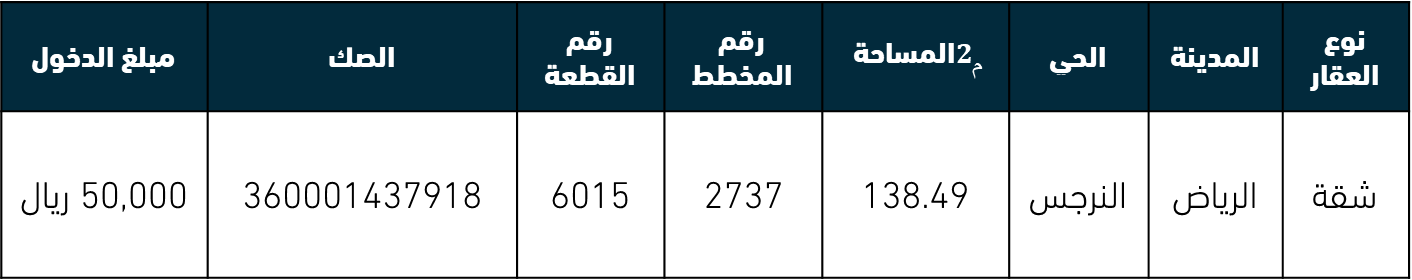 نوع العقار
المدينة
الحي
المساحة م2
رقم المخطط
رقم القطعة
الصك
مبلغ الدخول
شقة
الرياض
النرجس
138.49
2737
6015
360001437918
50,000 ريال